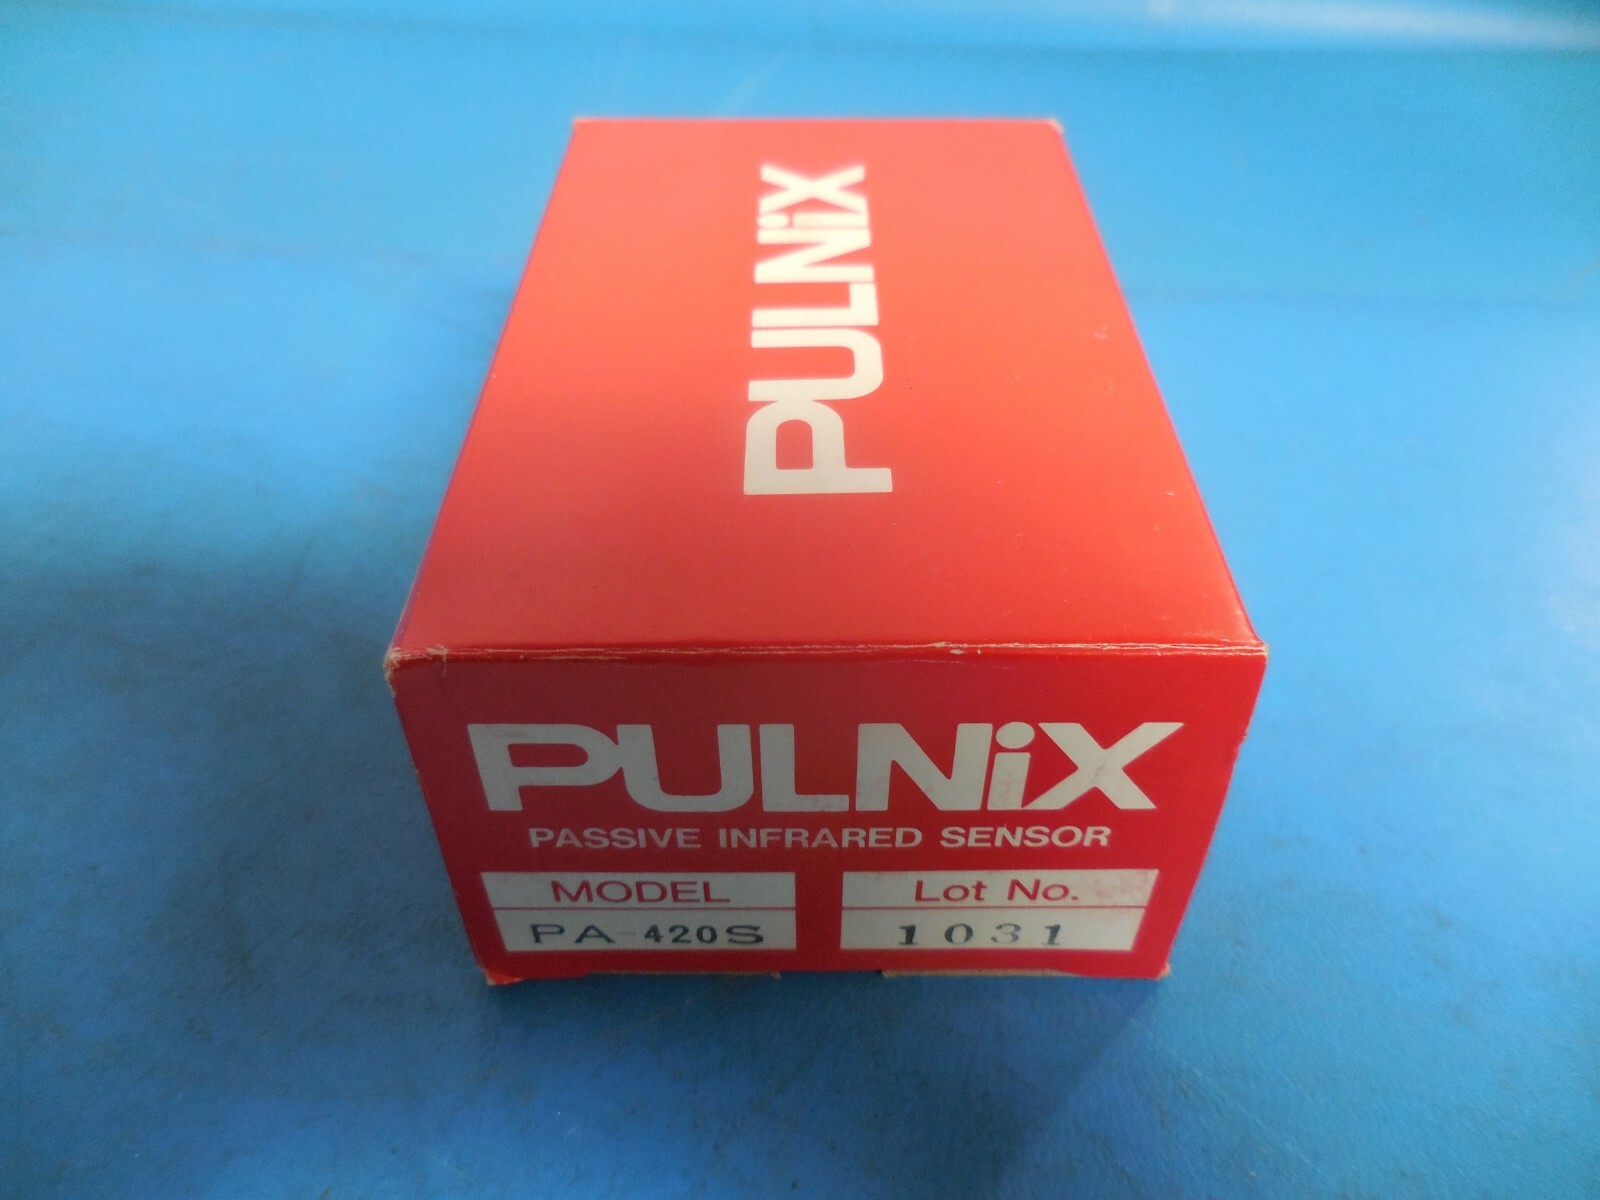 PULNiX
PULNiX
PASSIVE INFRARED SENSOR
MODEL
PA-420S
Lot No.
1031